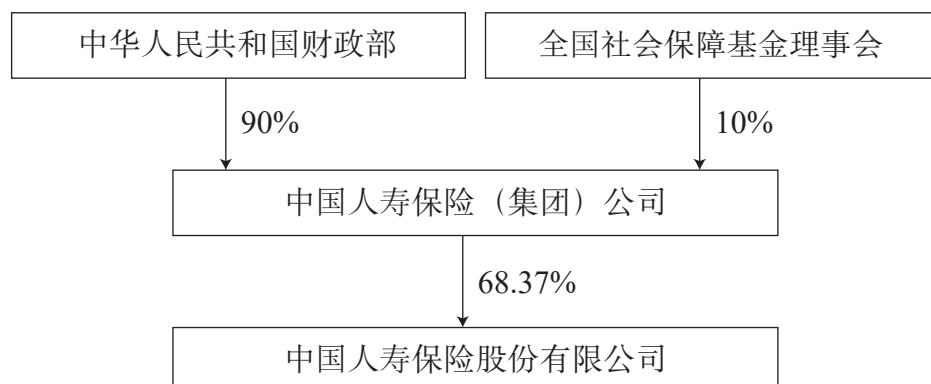 中华人民共和国财政部
全国社会保障基金理事会
90%
10%
中国人寿保险（集团）公司
68.37%
中国人寿保险股份有限公司